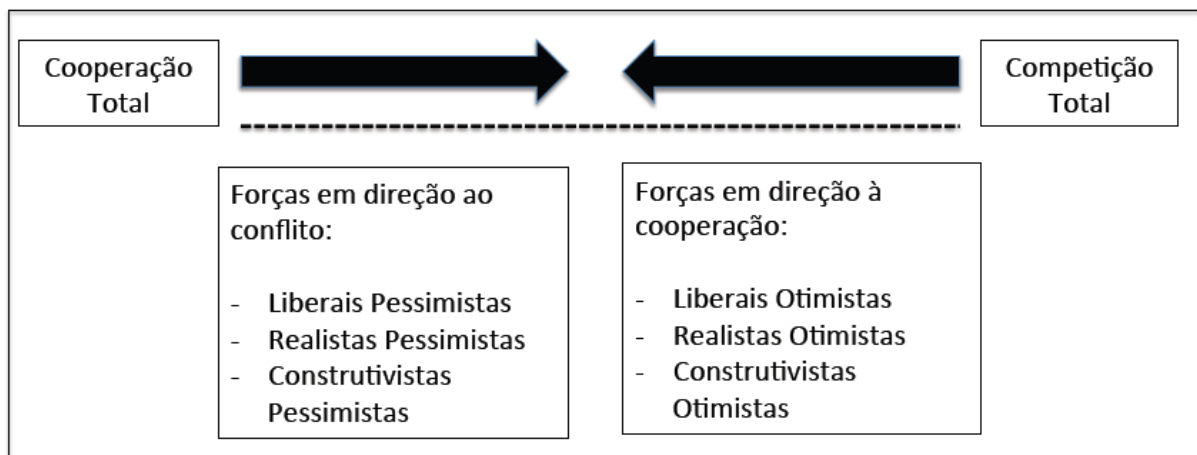 Cooperação
Total
Competição
Total
Forças em direção ao
conflito:
- Liberais Pessimistas
- Realistas Pessimistas
- Construtivistas
Pessimistas
Forças em direção à
cooperação:
- Liberais Otimistas
- Realistas Otimistas
- Construtivistas
Otimistas